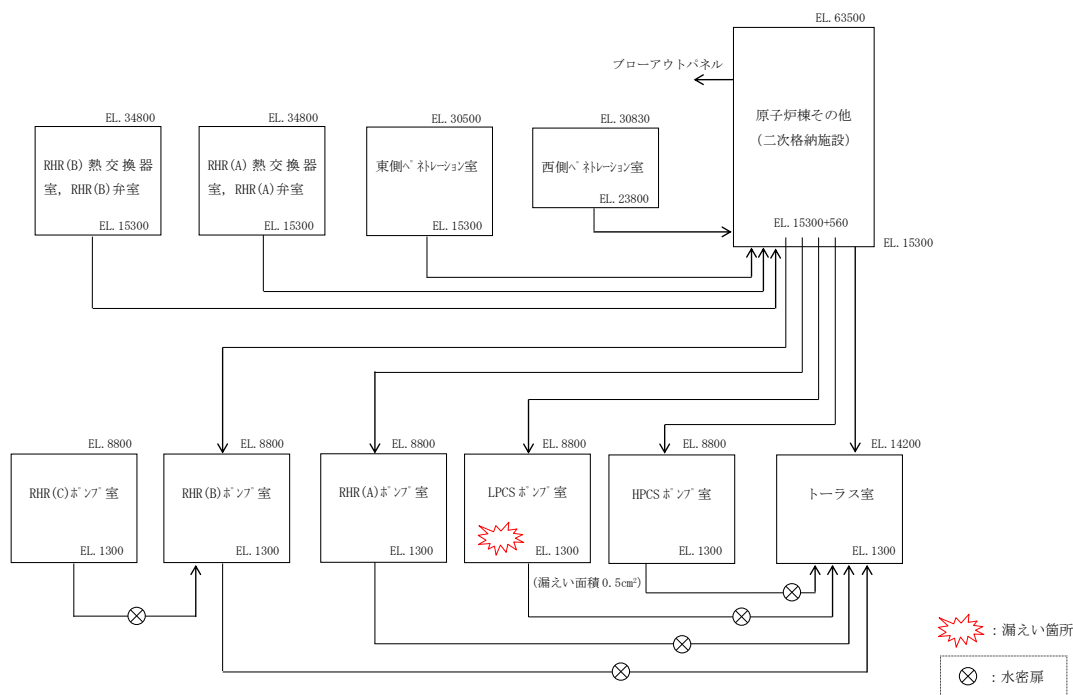 EL. 63500
ブローアウトパネル
原子炉棟その他
(二次格納施設)
EL. 34800
EL. 34800
EL. 30500
EL. 30830
RHR(B) 熱交換器
室, RHR(B)弁室
RHR(A) 熱交換器
室, RHR(A)弁室
東側ペネトレーション室
西側ペネトレーション室
EL. 15300
EL. 15300
EL. 15300
EL. 23800
EL. 15300+560
EL. 15300
EL. 8800
EL. 8800
EL. 8800
EL. 8800
EL. 8800
EL. 14200
RHR(C)ポンプ室
RHR(B)ポンプ室
RHR(A)ポンプ室
LPCSポンプ室
HPCSポンプ室
トーラス室
EL. 1300
EL. 1300
EL. 1300
EL. 1300
EL. 1300
EL. 1300
(漏えい面積0.5cm²)
:漏えい箇所
:水密扉